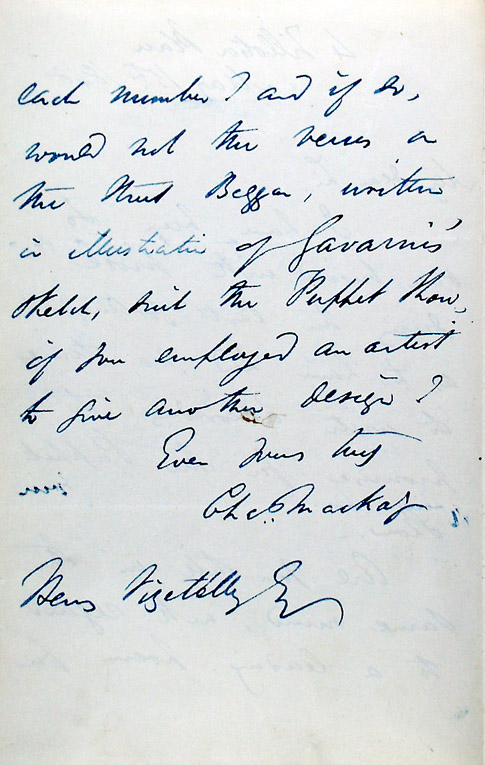 each number? and if so,
would not the verses on
the Street Beggar, written
in illustration of Gavarni's
sketch, suit the Puppet Show,
if you employed an artist
to give another design?
Ever yours truly
Chs. Mackay
Henry Vizetelly Esq